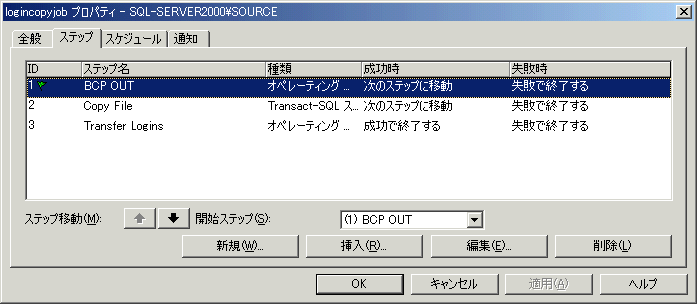 logincopyjob プロパティ - SQL-SERVER2000¥SOURCE
全般 ステップ スケジュール 通知
ID ステップ名 種類 成功時 失敗時
1 BCP OUT オペレーティング ... 次のステップに移動 失敗で終了する
2 Copy File Transact-SQL ス... 次のステップに移動 失敗で終了する
3 Transfer Logins オペレーティング ... 成功で終了する 失敗で終了する
ステップ移動(M): 開始ステップ(S): (1) BCP OUT
新規(W)... 挿入(R)... 編集(E)... 削除(L)
OK キャンセル 適用(A) ヘルプ